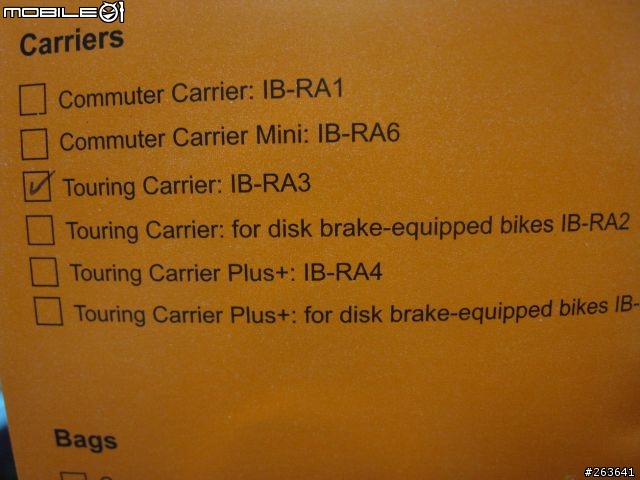 MOBILE01
Carriers
Commuter Carrier: IB-RA1
Commuter Carrier Mini: IB-RA6
Touring Carrier: IB-RA3
Touring Carrier: for disk brake-equipped bikes IB-RA2
Touring Carrier Plus+: IB-RA4
Touring Carrier Plus+: for disk brake-equipped bikes IB-
Bags
#263641